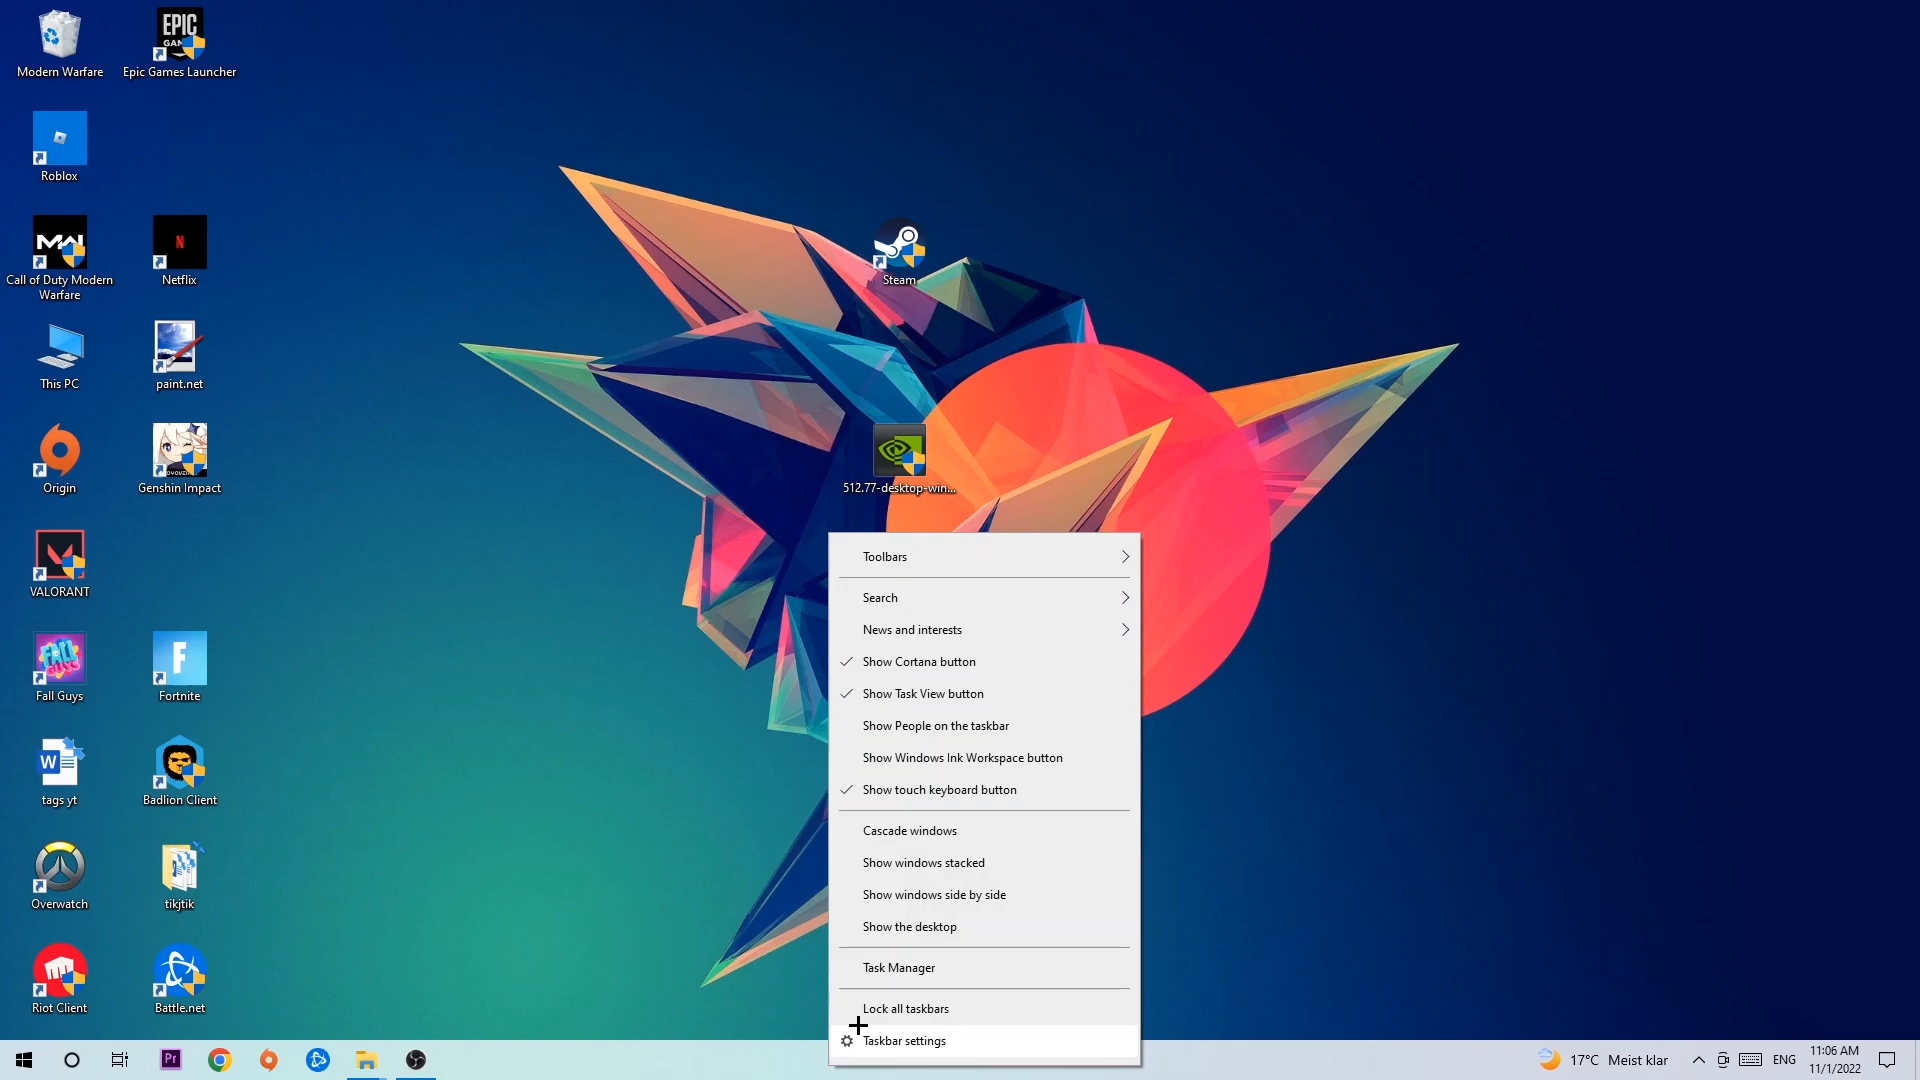 Modern Warfare
Epic Games Launcher
EPIC
Roblox
Call of Duty Modern
Warfare
Netflix
N
This PC
paint.net
Origin
Genshin Impact
VALORANT
Fall Guys
FALL
Fortnite
F
W
tags yt
Badlion Client
Overwatch
tikjtik
Riot Client
Battle.net
Steam
512.77-desktop-win...
Toolbars
Search
News and interests
Show Cortana button
Show Task View button
Show People on the taskbar
Show Windows Ink Workspace button
Show touch keyboard button
Cascade windows
Show windows stacked
Show windows side by side
Show the desktop
Task Manager
Lock all taskbars
Taskbar settings
Pr
17°C Meist klar
ENG
11:06 AM
11/1/2022